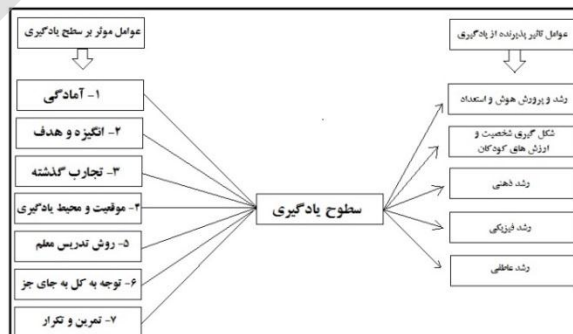 عوامل موثر بر سطح یادگیری
۱- آمادگی
۲- انگیزه و هدف
۳- تجارب گذشته
۴- موقعیت و محیط یادگیری
۵- روش تدریس معلم
۶- توجه به کل به جای جز
۷- تمرین و تکرار
سطوح یادگیری
عوامل تاثیر پذیرنده از یادگیری
رشد و پرورش هوش و استعداد
شکل گیری شخصیت و
ارزش های کودکان
رشد ذهنی
رشد فیزیکی
رشد عاطفی